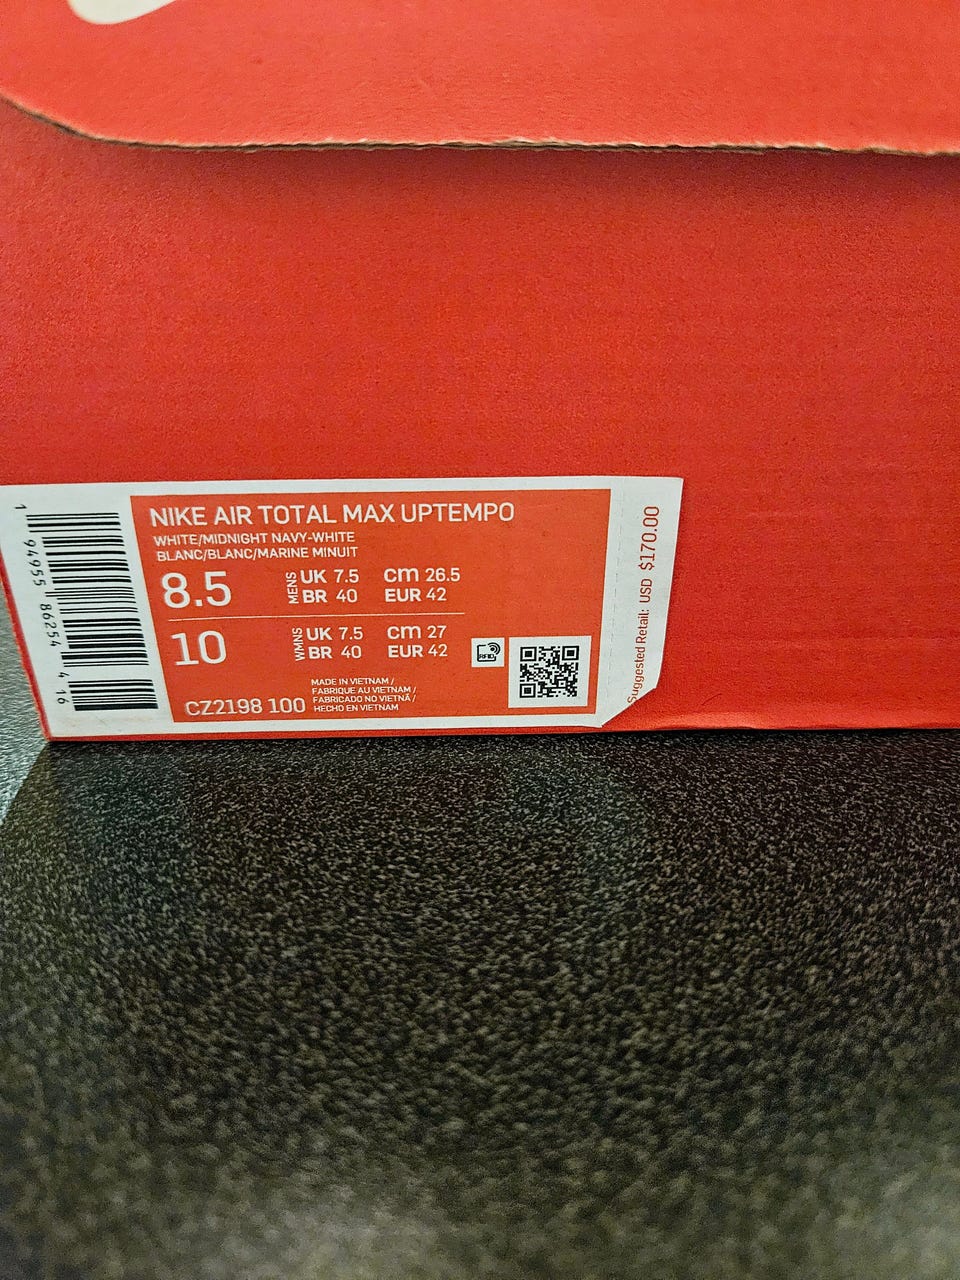 NIKE AIR TOTAL MAX UPTEMPO
WHITE/MIDNIGHT NAVY-WHITE
BLANC/BLANC/MARINE MINUIT
8.5 MENS UK 7.5 cm 26.5
BR 40 EUR 42
10 WMNS UK 7.5 cm 27
BR 40 EUR 42
RFID
CZ2198 100
MADE IN VIETNAM /
FABRIQUE AU VIETNAM /
FABRICADO NO VIETNÃ /
HECHO EN VIETNAM
1 94955 86254 4 16
Suggested Retail: USD $170.00